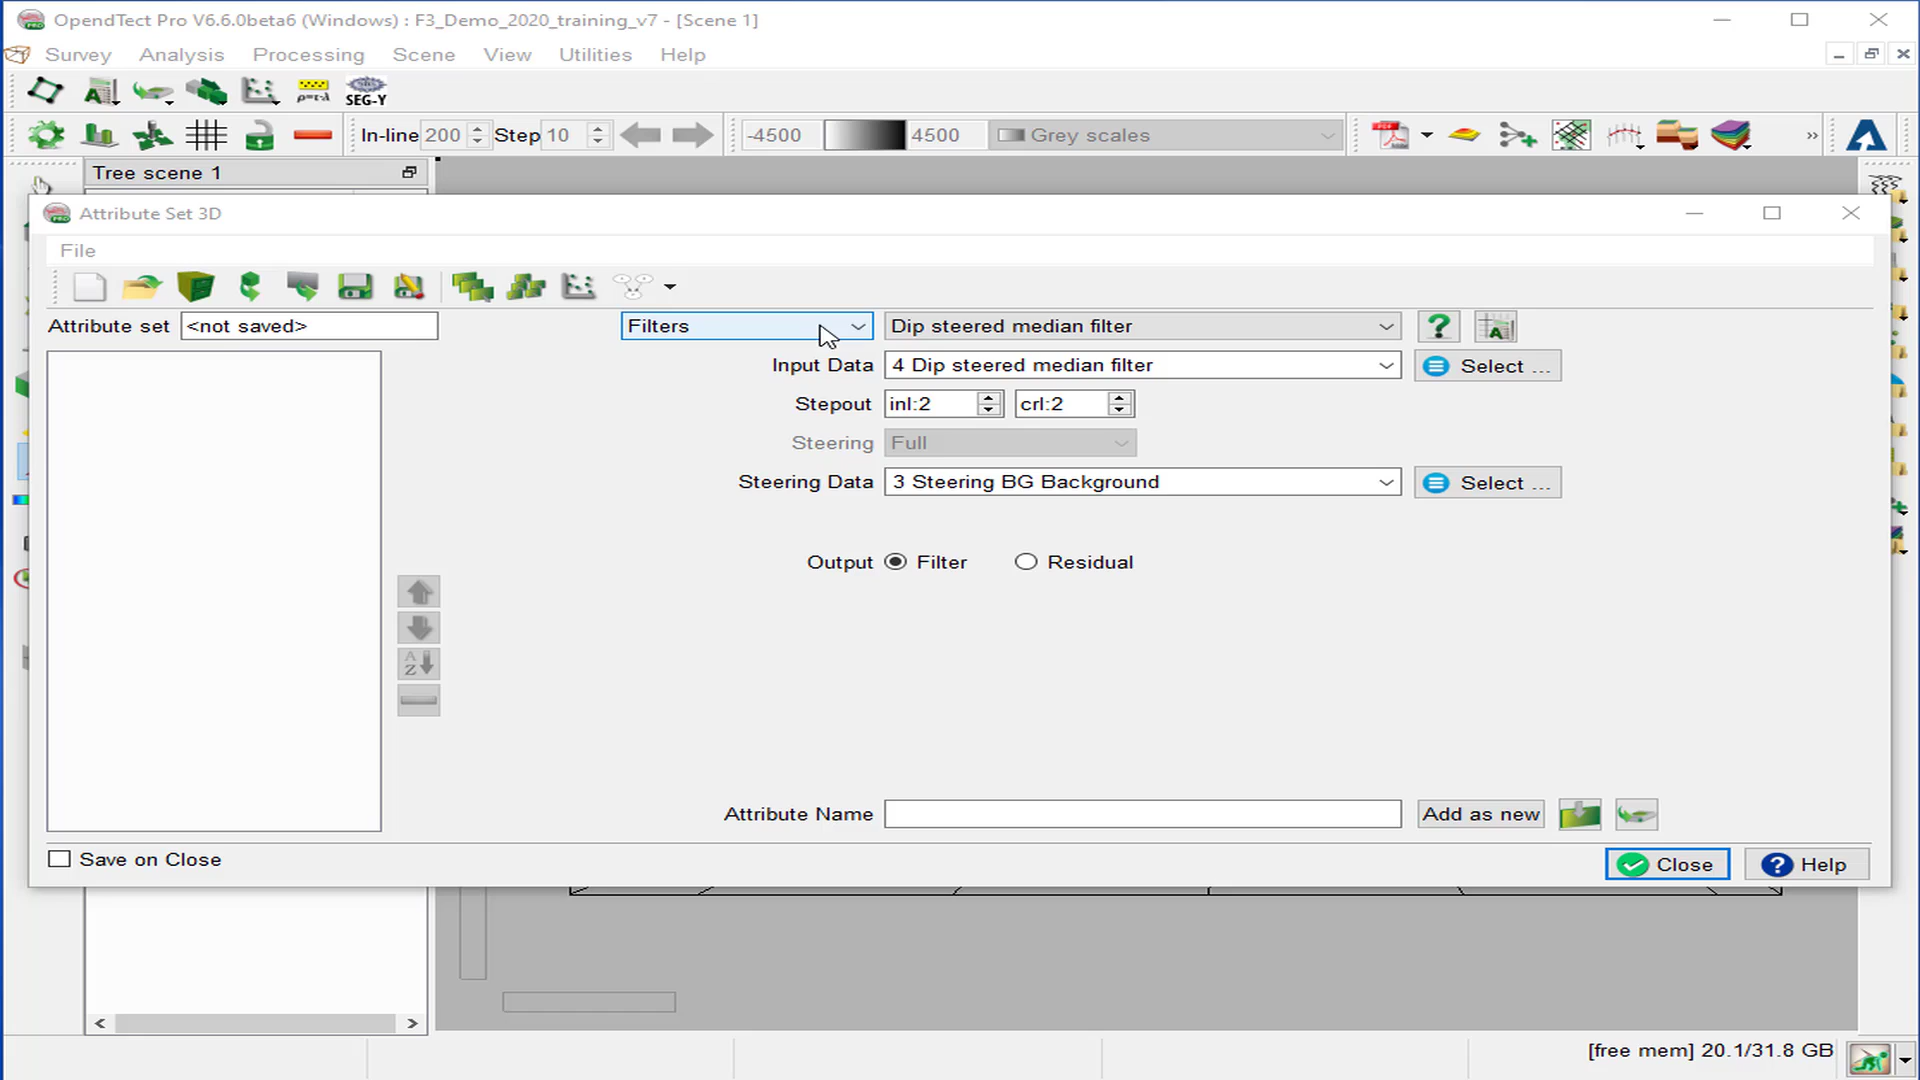 OpendTect Pro V6.6.0beta6 (Windows) : F3_Demo_2020_training_v7 - [Scene 1]
Survey Analysis Processing Scene View Utilities Help
SEG-Y
In-line 200 Step 10 -4500 4500 Grey scales »
Tree scene 1
Attribute Set 3D
File
Attribute set <not saved> Filters Dip steered median filter
Input Data 4 Dip steered median filter Select ...
Stepout inl:2 crl:2
Steering Full
Steering Data 3 Steering BG Background Select ...
Output Filter Residual
Attribute Name Add as new
Save on Close Close Help
[free mem] 20.1/31.8 GB